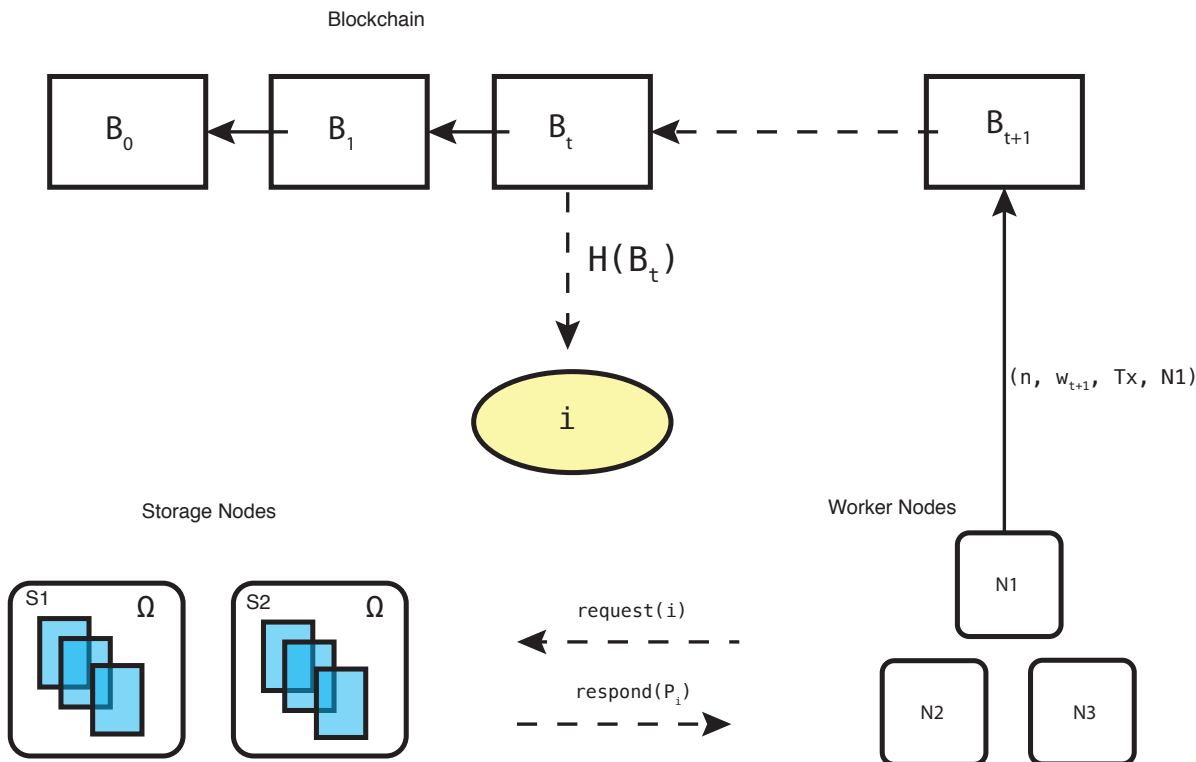 Blockchain
B0
B1
Bt
Bt+1
H(Bt)
(n, wt+1, Tx, N1)
i
Storage Nodes
Worker Nodes
S1
Ω
S2
Ω
request(i)
N1
respond(Pi)
N2
N3